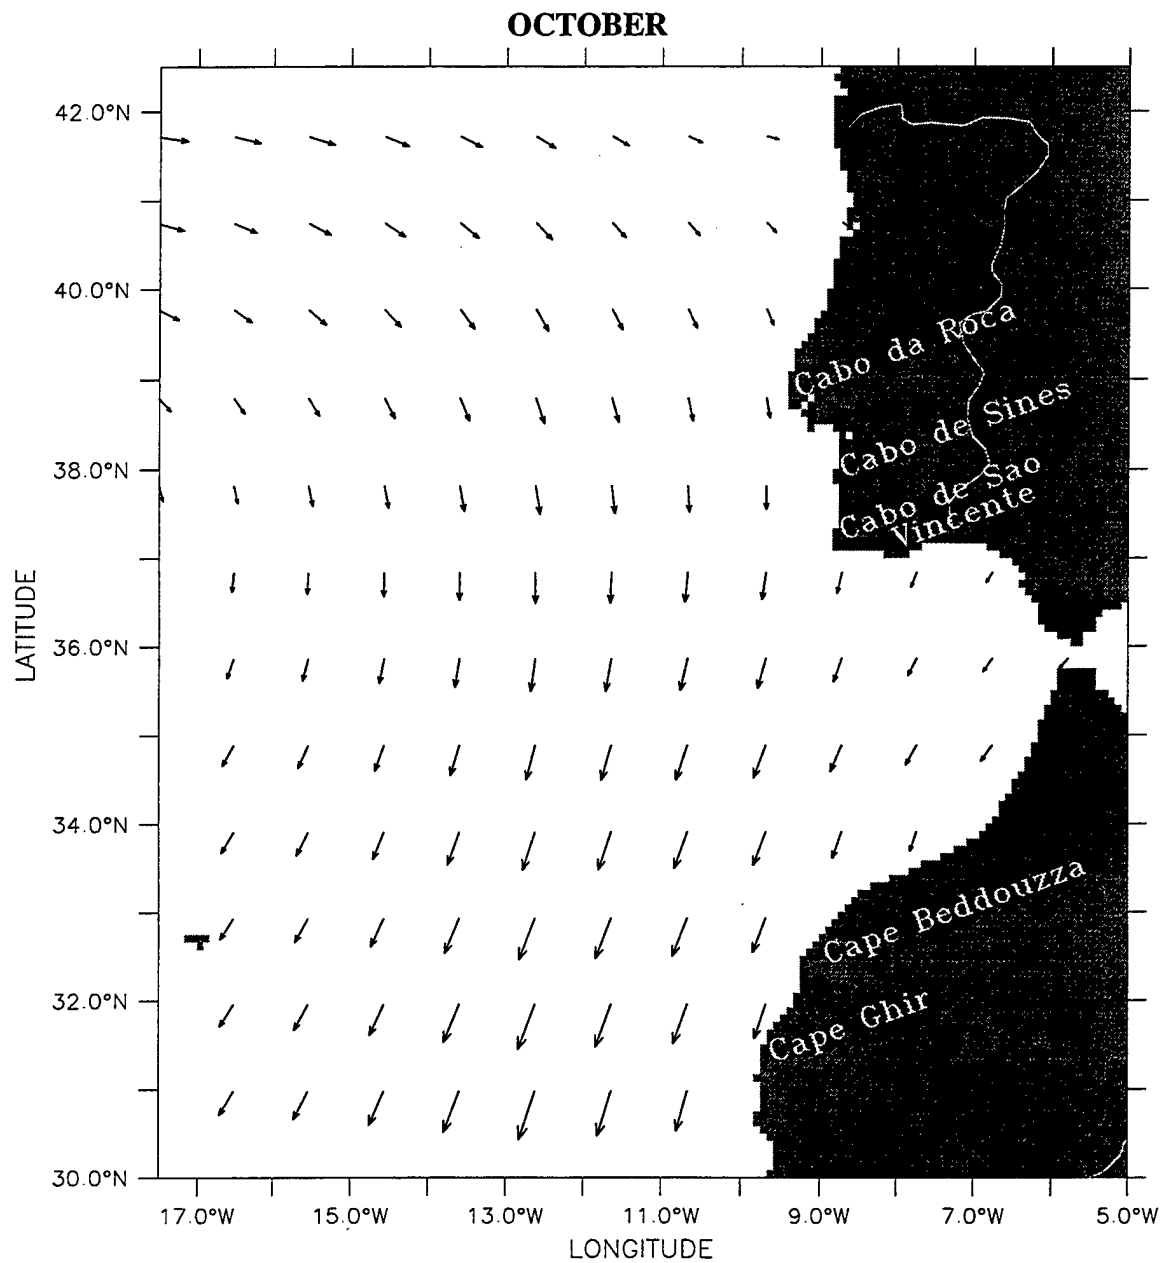 OCTOBER
42.0°N
40.0°N
38.0°N
36.0°N
34.0°N
32.0°N
30.0°N
LATITUDE
Cabo da Roca
Cabo de Sines
Cabo de Sao
Vincente
Cape Beddouzza
Cape Ghir
17.0°W 15.0°W 13.0°W 11.0°W 9.0°W 7.0°W 5.0°W
LONGITUDE